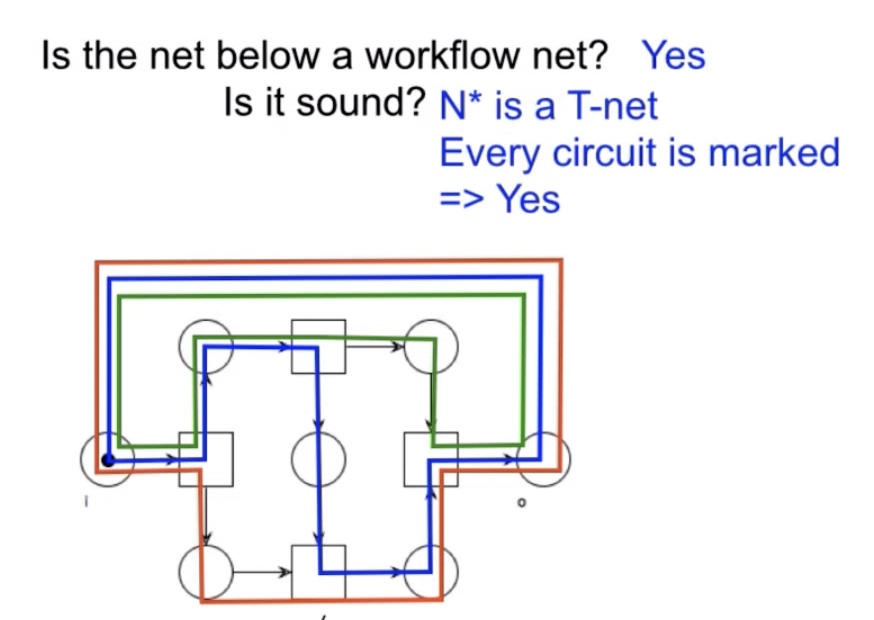 Is the net below a workflow net? Yes
Is it sound? N* is a T-net
Every circuit is marked
=> Yes
i
o